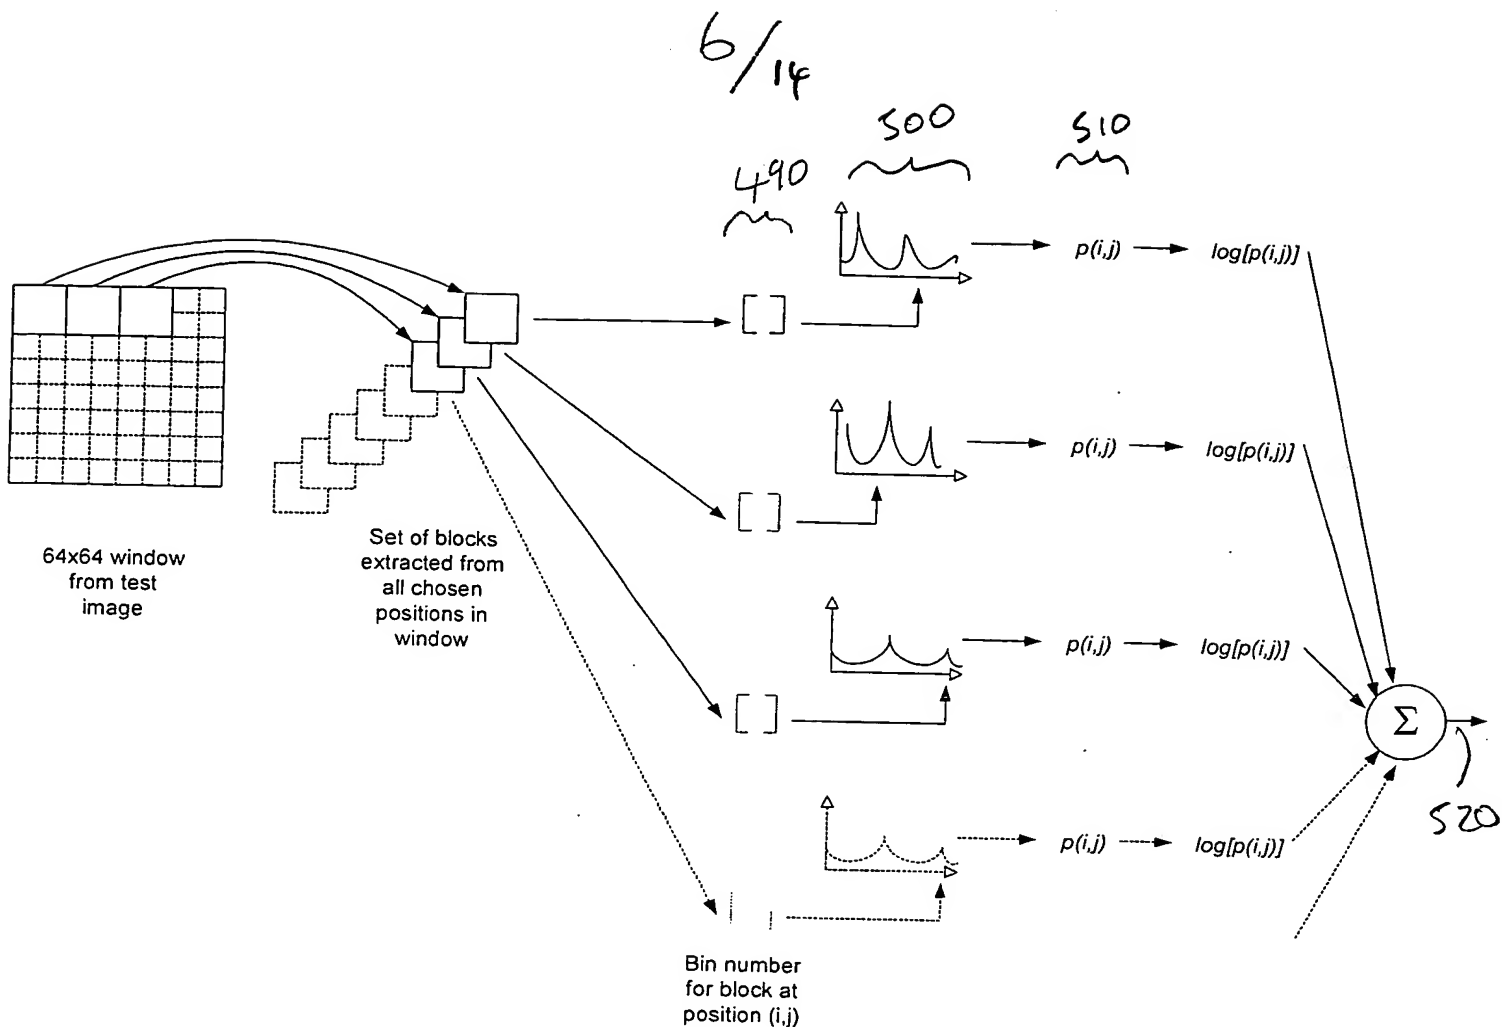 6/14
500
510
490
p(i,j)
log[p(i,j)]
p(i,j)
log[p(i,j)]
64x64 window
from test
image
Set of blocks
extracted from
all chosen
positions in
window
p(i,j)
log[p(i,j)]
Σ
520
p(i,j)
log[p(i,j)]
Bin number
for block at
position (i,j)